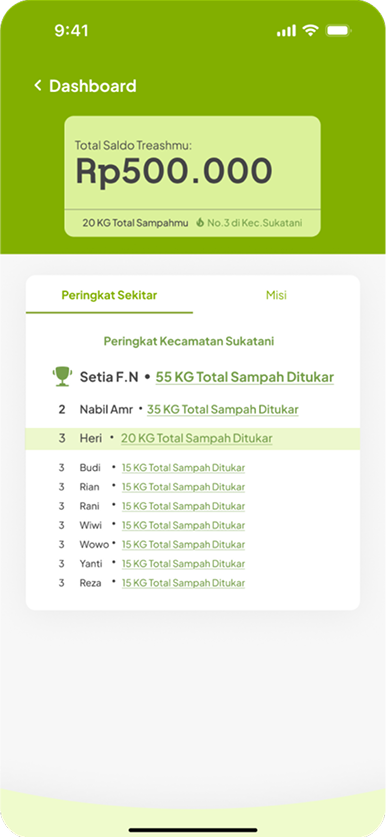 9:41
Dashboard
Total Saldo Treashmu:
Rp500.000
20 KG Total Sampahmu No.3 di Kec.Sukatani
Peringkat Sekitar Misi
Peringkat Kecamatan Sukatani
Setia F.N • 55 KG Total Sampah Ditukar
2 Nabil Amr • 35 KG Total Sampah Ditukar
3 Heri • 20 KG Total Sampah Ditukar
3 Budi • 15 KG Total Sampah Ditukar
3 Rian • 15 KG Total Sampah Ditukar
3 Rani • 15 KG Total Sampah Ditukar
3 Wiwi • 15 KG Total Sampah Ditukar
3 Wowo • 15 KG Total Sampah Ditukar
3 Yanti • 15 KG Total Sampah Ditukar
3 Reza • 15 KG Total Sampah Ditukar